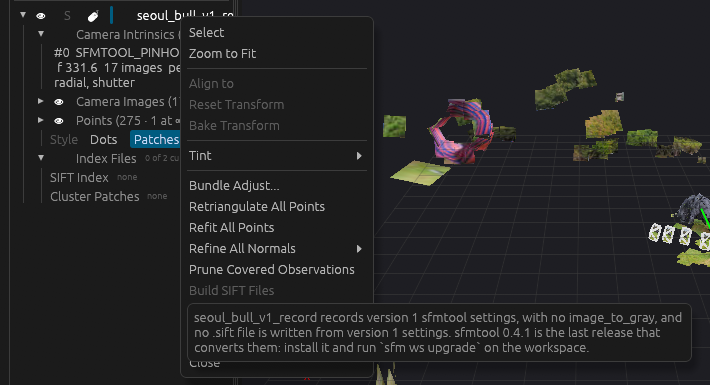 S seoul_bull_v1_re
Camera Intrinsics (
#0 SFMTOOL_PINHO
f 331.6 17 images pe
radial, shutter
Camera Images (1
Points (275 · 1 at ∞
Style Dots Patches
Index Files 0 of 2 cu
SIFT Index none
Cluster Patches none
Select
Zoom to Fit
Align to
Reset Transform
Bake Transform
Tint
Bundle Adjust...
Retriangulate All Points
Refit All Points
Refine All Normals
Prune Covered Observations
Build SIFT Files
seoul_bull_v1_record records version 1 sfmtool settings, with no image_to_gray, and
no .sift file is written from version 1 settings. sfmtool 0.4.1 is the last release that
converts them: install it and run `sfm ws upgrade` on the workspace.
Close